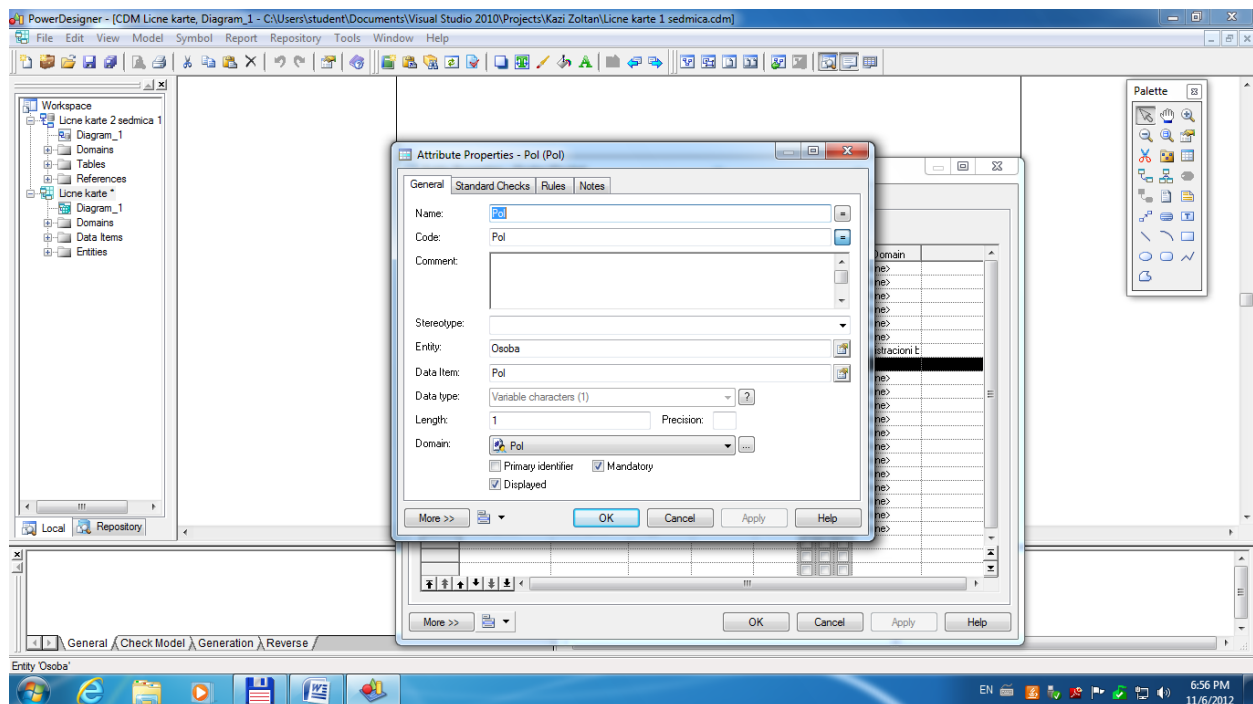 PowerDesigner - [CDM Licne karte, Diagram_1 - C:\Users\student\Documents\Visual Studio 2010\Projects\Kazi Zoltan\Licne karte 1 sedmica.cdm]
File Edit View Model Symbol Report Repository Tools Window Help
Workspace
Licne karte 2 sedmica 1
Diagram_1
Domains
Tables
References
Licne karte *
Diagram_1
Domains
Data Items
Entities
Local Repository
Palette
Attribute Properties - Pol (Pol)
General Standard Checks Rules Notes
Name: Pol
Code: Pol
Comment:
Stereotype:
Entity: Osoba
Data Item: Pol
Data type: Variable characters (1) ?
Length: 1 Precision:
Domain: Pol ...
Primary identifier Mandatory
Displayed
More >> OK Cancel Apply Help
More >> OK Cancel Apply Help
General Check Model Generation Reverse
Entity 'Osoba'
EN 6:56 PM
11/6/2012